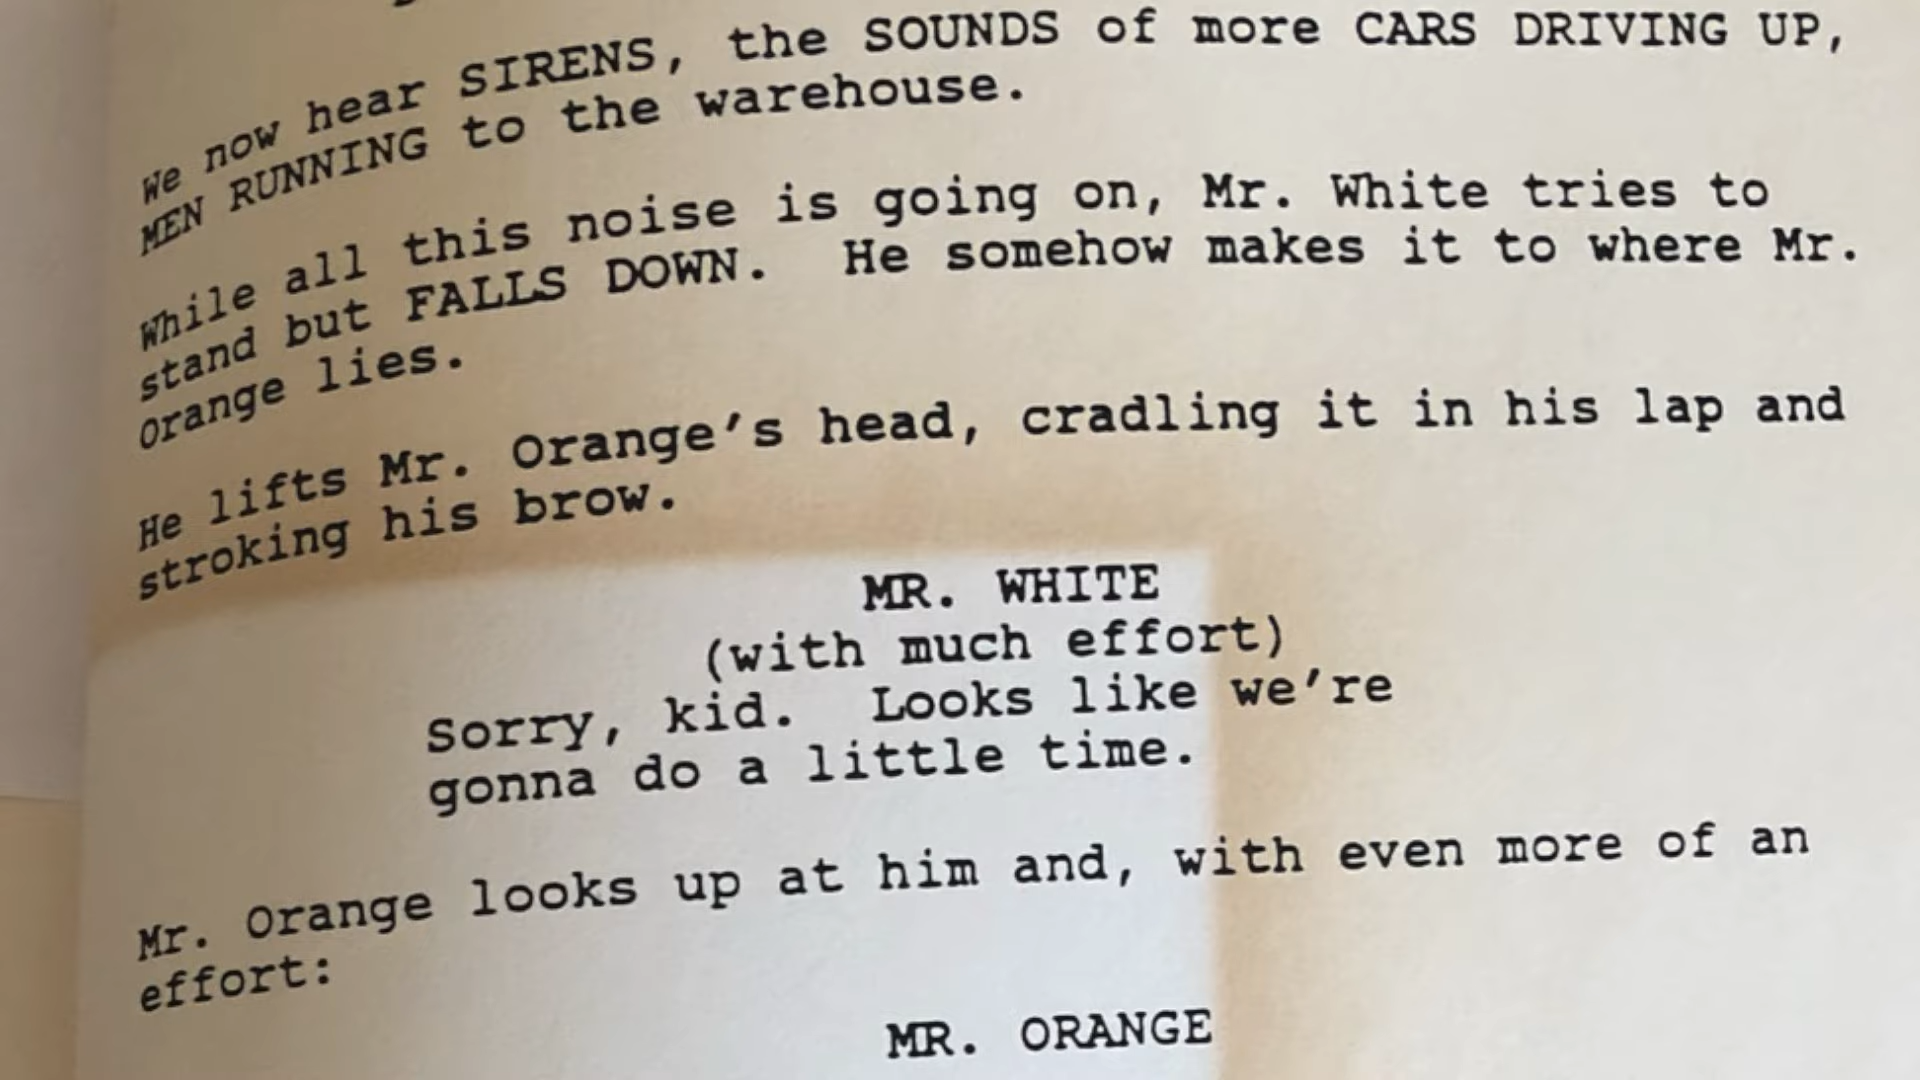 We now hear SIRENS, the SOUNDS of more CARS DRIVING UP,
MEN RUNNING to the warehouse.
While all this noise is going on, Mr. White tries to
stand but FALLS DOWN. He somehow makes it to where Mr.
Orange lies.
He lifts Mr. Orange's head, cradling it in his lap and
stroking his brow.
MR. WHITE
(with much effort)
Sorry, kid. Looks like we're
gonna do a little time.
Mr. Orange looks up at him and, with even more of an
effort:
MR. ORANGE